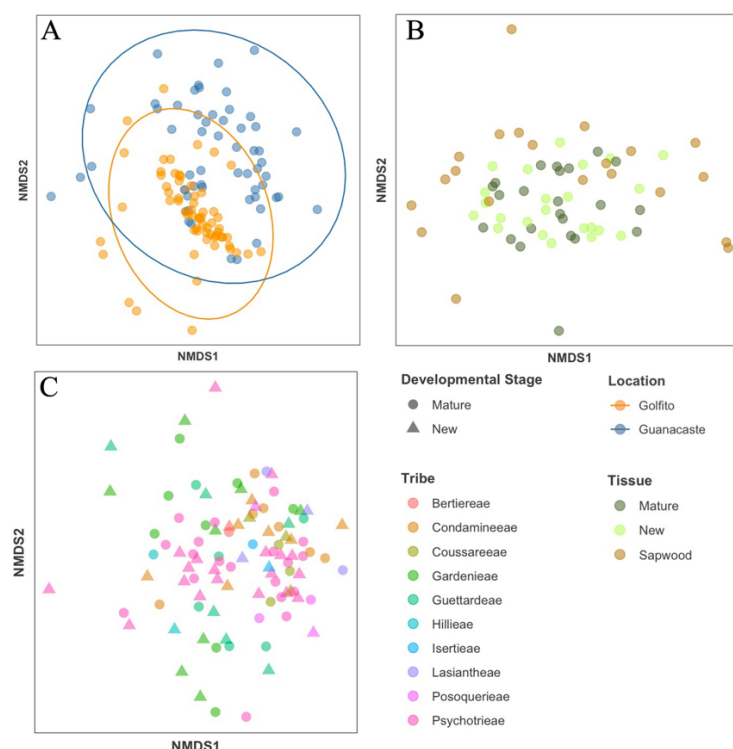 A
NMDS2
NMDS1
B
NMDS2
NMDS1
C
NMDS2
NMDS1
Developmental Stage
Mature
New
Location
Golfito
Guanacaste
Tribe
Bertiereae
Condamineeae
Coussareeae
Gardenieae
Guettardeae
Hillieae
Isertieae
Lasiantheae
Posoquerieae
Psychotrieae
Tissue
Mature
New
Sapwood